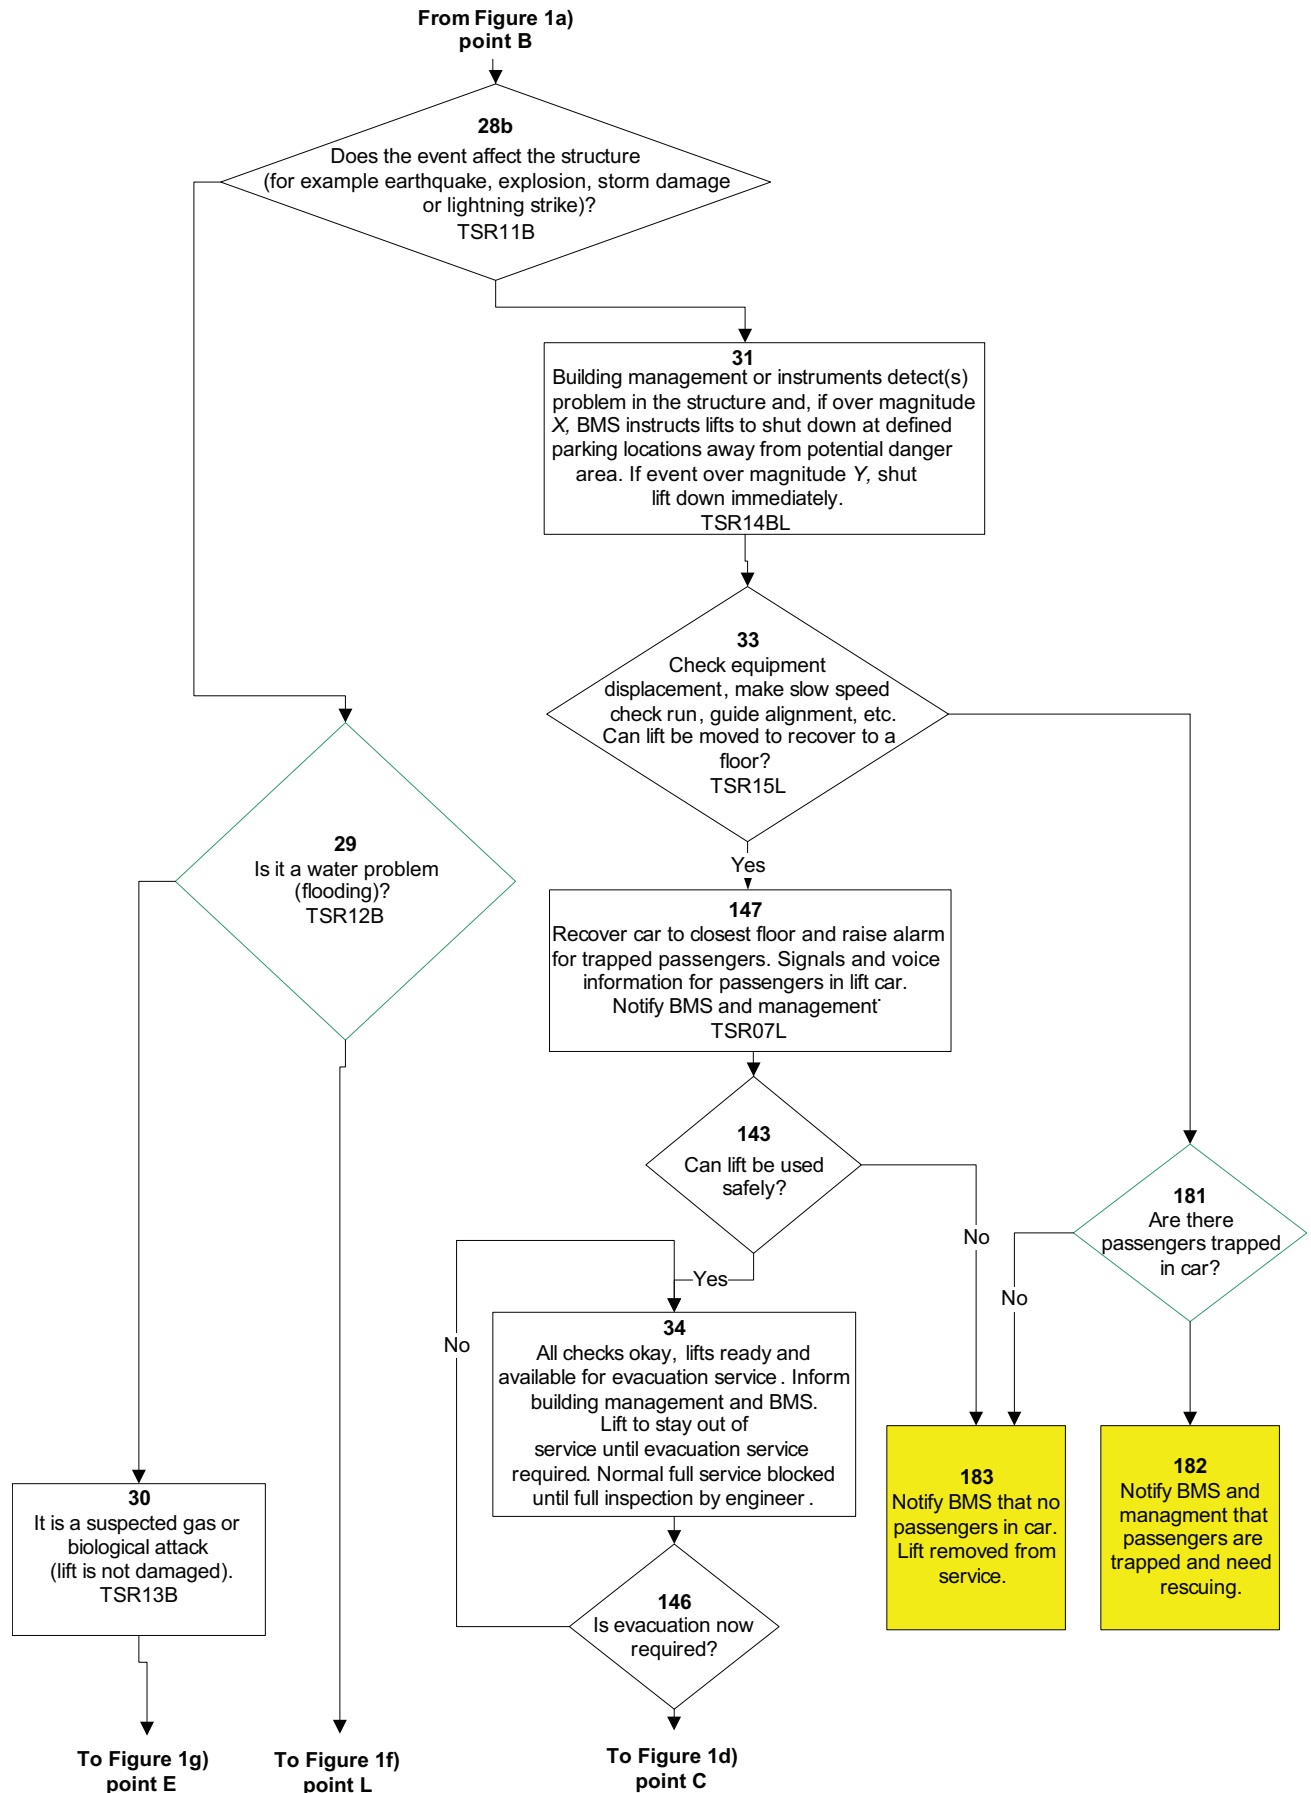 From Figure 1a)
point B
28b
Does the event affect the structure
(for example earthquake, explosion, storm damage
or lightning strike)?
TSR11B
31
Building management or instruments detect(s)
problem in the structure and, if over magnitude
X, BMS instructs lifts to shut down at defined
parking locations away from potential danger
area. If event over magnitude Y, shut
lift down immediately.
TSR14BL
33
Check equipment
displacement, make slow speed
check run, guide alignment, etc.
Can lift be moved to recover to a
floor?
TSR15L
29
Is it a water problem
(flooding)?
TSR12B
Yes
147
Recover car to closest floor and raise alarm
for trapped passengers. Signals and voice
information for passengers in lift car.
Notify BMS and management.
TSR07L
143
Can lift be used
safely?
181
Are there
passengers trapped
in car?
No
Yes
No
No
34
All checks okay, lifts ready and
available for evacuation service. Inform
building management and BMS.
Lift to stay out of
service until evacuation service
required. Normal full service blocked
until full inspection by engineer.
183
Notify BMS that no
passengers in car.
Lift removed from
service.
182
Notify BMS and
managment that
passengers are
trapped and need
rescuing.
30
It is a suspected gas or
biological attack
(lift is not damaged).
TSR13B
146
Is evacuation now
required?
To Figure 1g)
point E
To Figure 1f)
point L
To Figure 1d)
point C